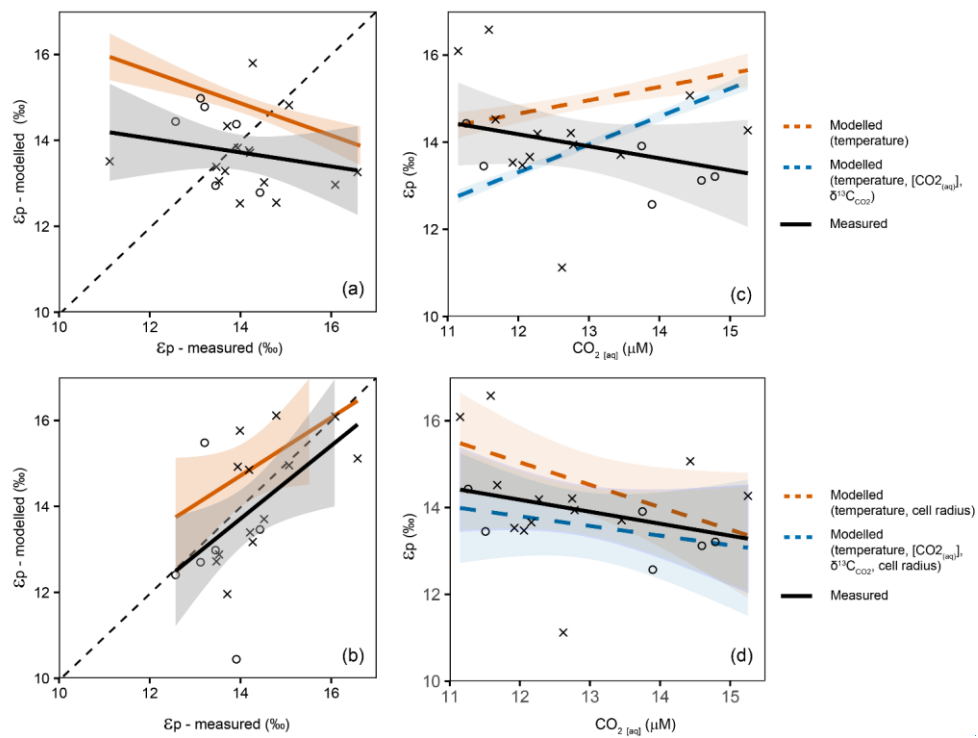 16
14
12
10
εp - modelled (‰)
10
12
14
16
εp - measured (‰)
(a)
16
14
12
10
εp (‰)
11
12
13
14
15
CO2 [aq] (μM)
(c)
Modelled
(temperature)
Modelled
(temperature, [CO2(aq)],
δ13CCO2)
Measured
16
14
12
10
εp - modelled (‰)
10
12
14
16
εp - measured (‰)
(b)
16
14
12
10
εp (‰)
11
12
13
14
15
CO2 [aq] (μM)
(d)
Modelled
(temperature, cell radius)
Modelled
(temperature, [CO2(aq)],
δ13CCO2, cell radius)
Measured